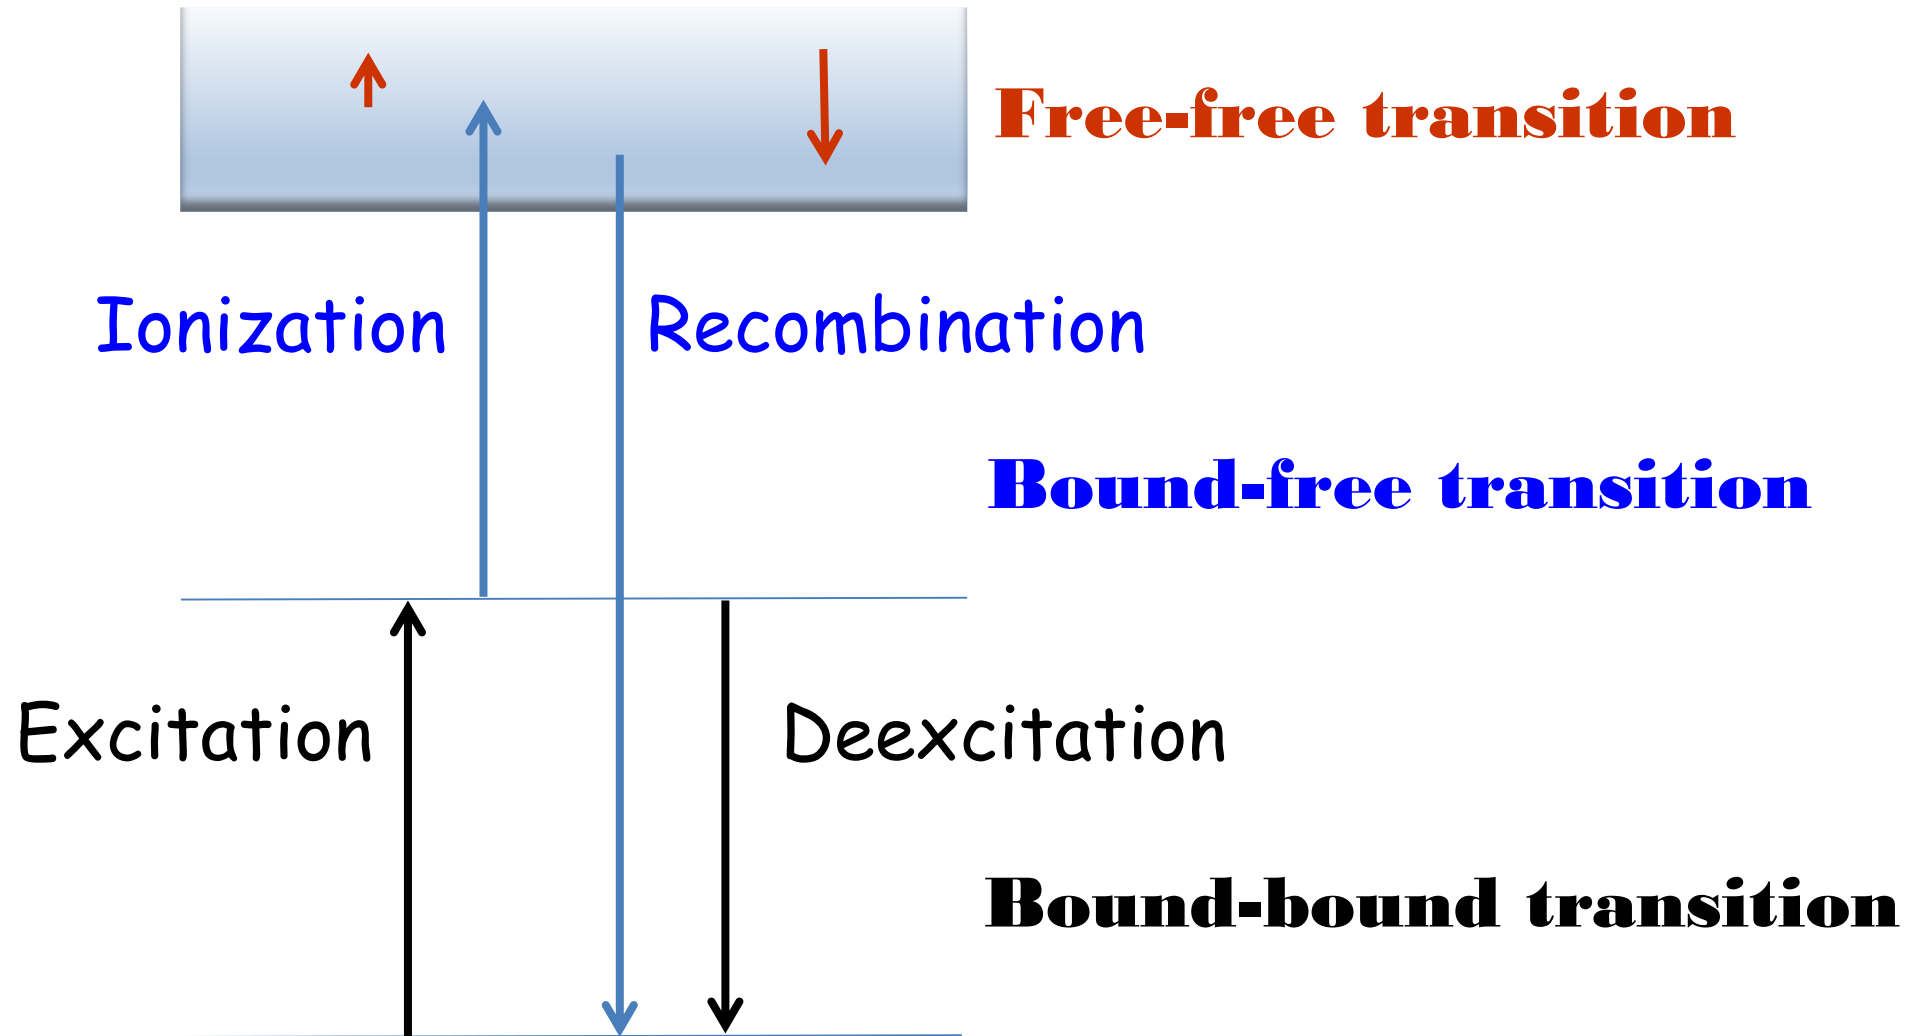 Free-free transition
Ionization
Recombination
Bound-free transition
Excitation
Deexcitation
Bound-bound transition